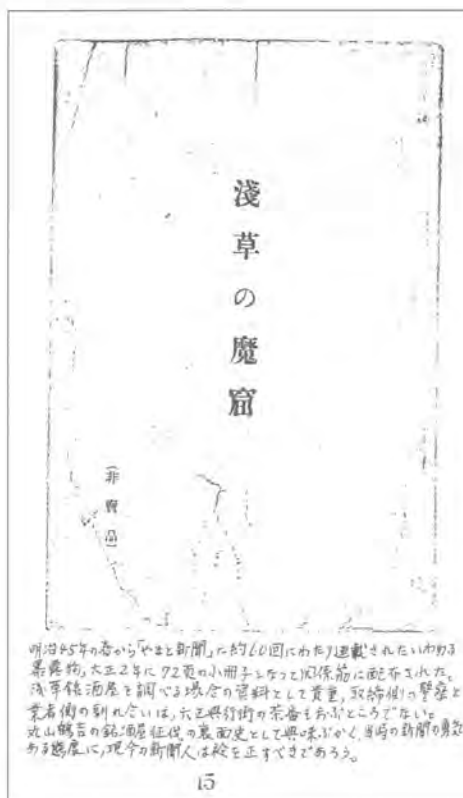 淺草の魔窟
(非賣品)
明治45年の春から「やまと新聞」に約60回にわたり連載されたいわゆる
暴露物,大正2年に72頁の小冊子となって関係筋に配布された。
浅草銘酒屋を調べる場合の資料として貴重,取締側の警察と
業者側の馴れ合いは,六区興行街の茶番もおぶところでない。
丸山鶴吉の銘酒屋征伐の裏面史として興味ぶかく,当時の新聞の勇気
ある態度に,現今の新聞人は絵を正すべきであろう。
15